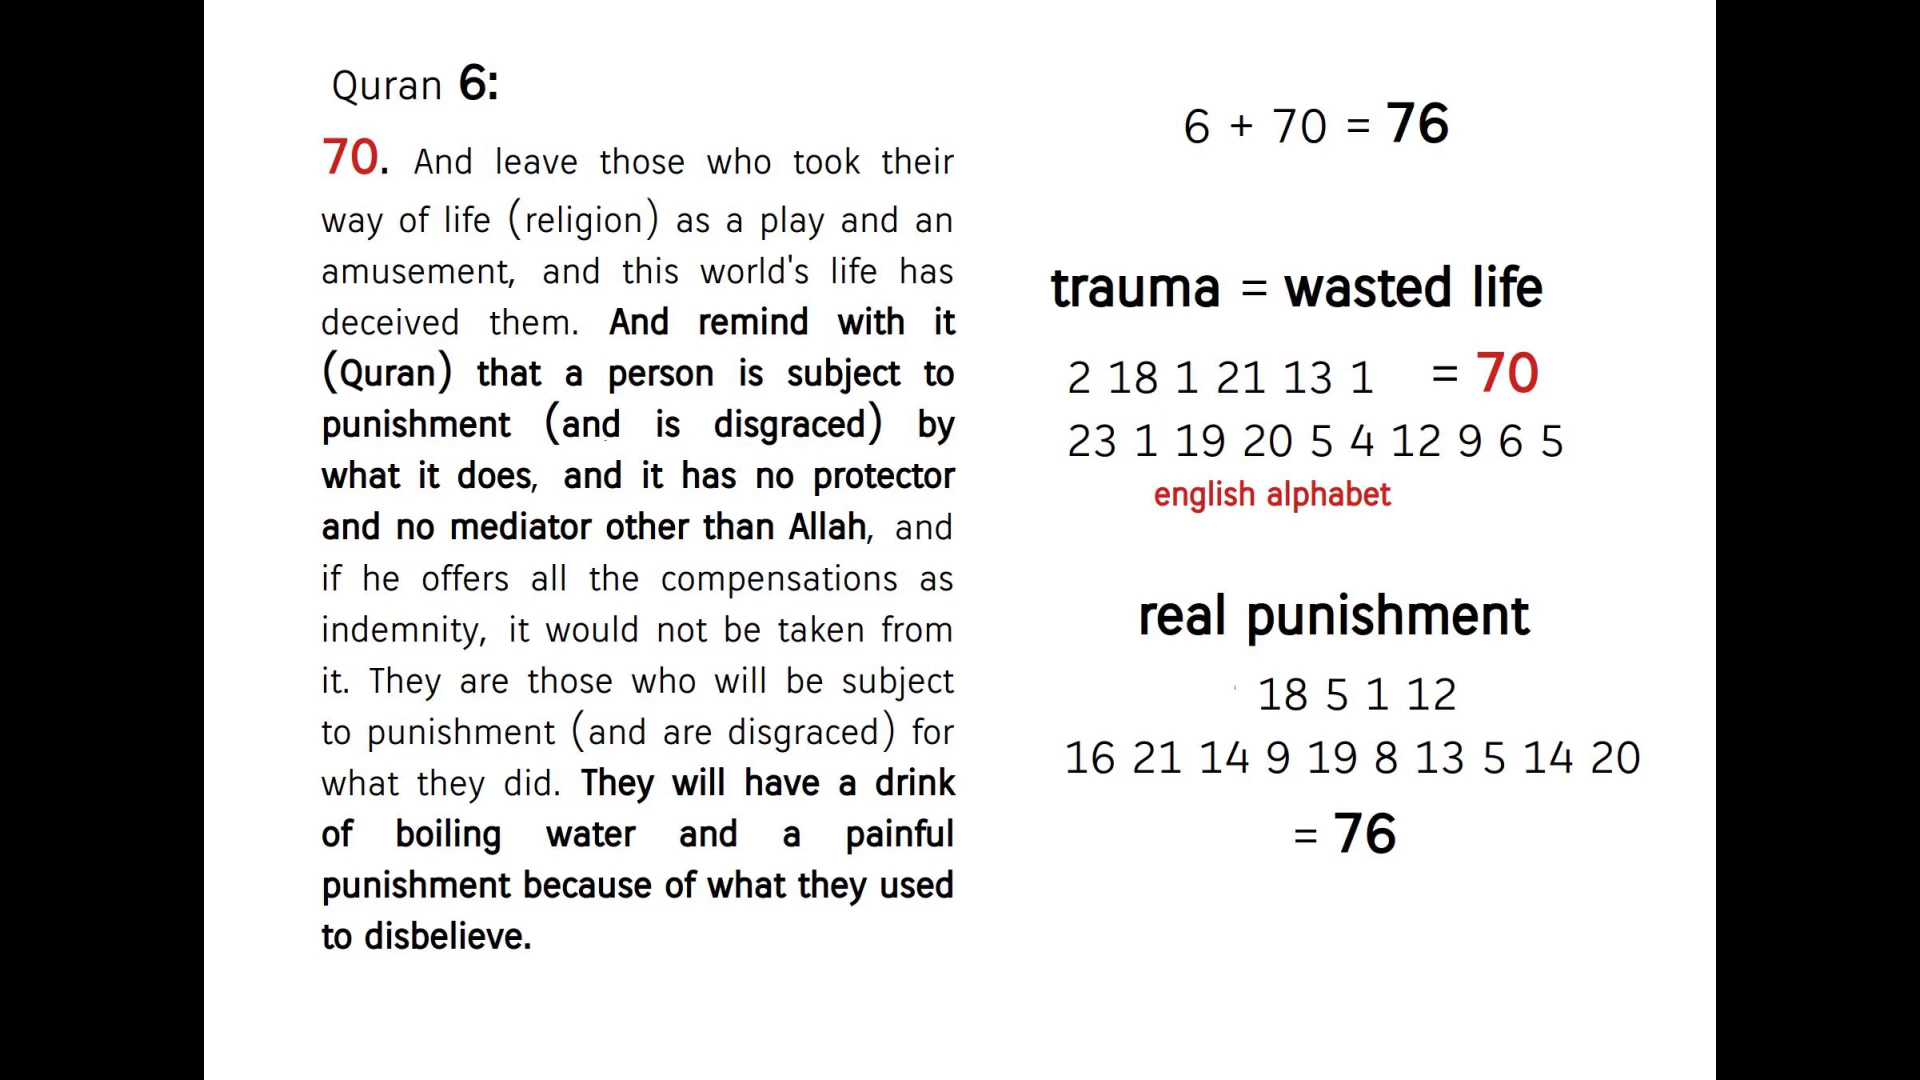 Quran 6:
70. And leave those who took their
way of life (religion) as a play and an
amusement, and this world's life has
deceived them. And remind with it
(Quran) that a person is subject to
punishment (and is disgraced) by
what it does, and it has no protector
and no mediator other than Allah, and
if he offers all the compensations as
indemnity, it would not be taken from
it. They are those who will be subject
to punishment (and are disgraced) for
what they did. They will have a drink
of boiling water and a painful
punishment because of what they used
to disbelieve.
6 + 70 = 76
trauma = wasted life
2 18 1 21 13 1 = 70
23 1 19 20 5 4 12 9 6 5
english alphabet
real punishment
18 5 1 12
16 21 14 9 19 8 13 5 14 20
= 76